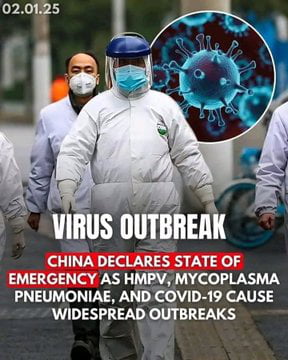 02.01.25
VIRUS OUTBREAK
CHINA DECLARES STATE OF
EMERGENCY AS HMPV, MYCOPLASMA
PNEUMONIAE, AND COVID-19 CAUSE
WIDESPREAD OUTBREAKS